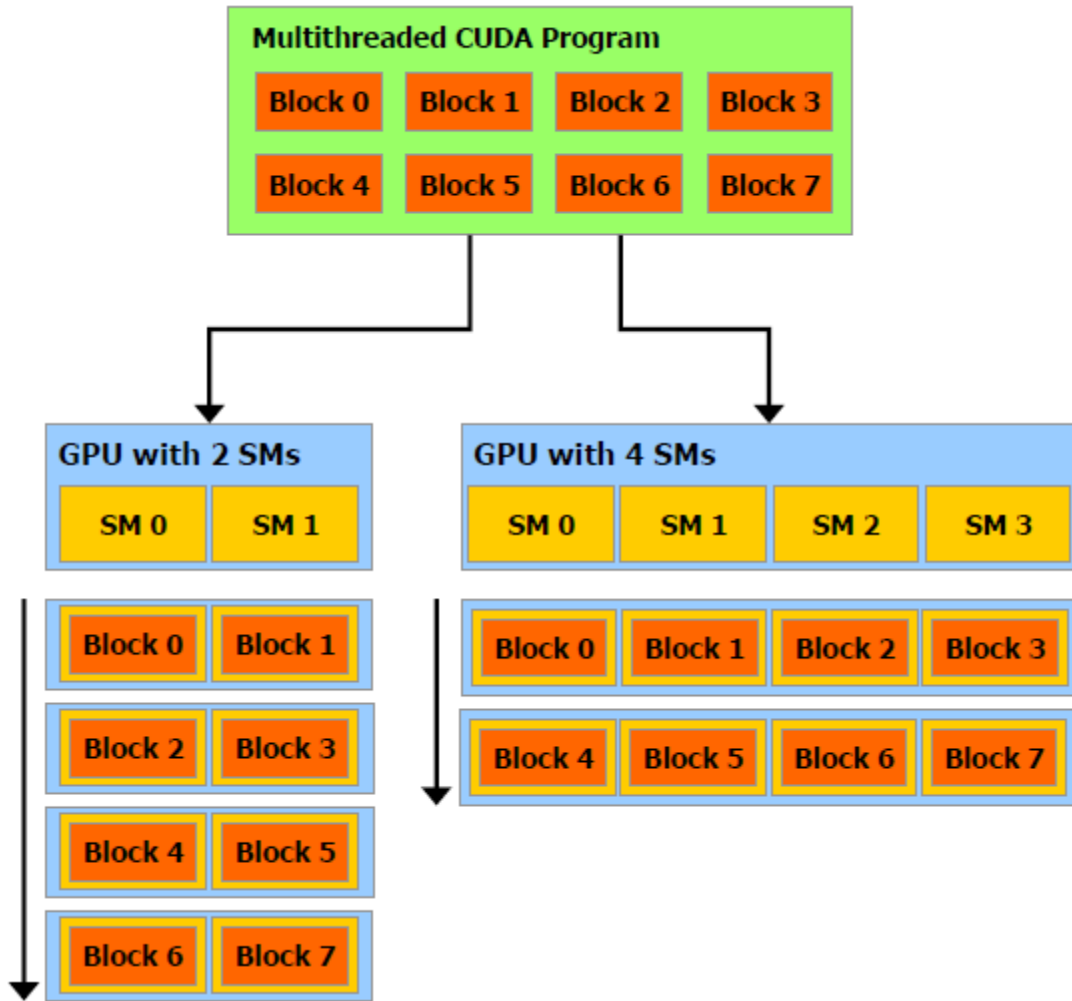 Multithreaded CUDA Program
Block 0 Block 1 Block 2 Block 3
Block 4 Block 5 Block 6 Block 7
GPU with 2 SMs
SM 0 SM 1
Block 0 Block 1
Block 2 Block 3
Block 4 Block 5
Block 6 Block 7
GPU with 4 SMs
SM 0 SM 1 SM 2 SM 3
Block 0 Block 1 Block 2 Block 3
Block 4 Block 5 Block 6 Block 7